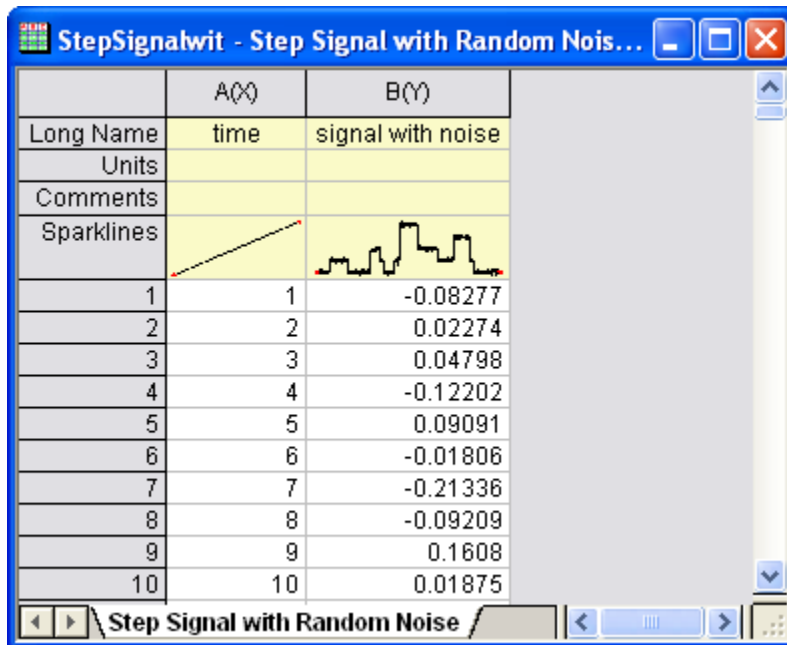 StepSignalwit - Step Signal with Random Nois...
A(X) B(Y)
Long Name time signal with noise
Units
Comments
Sparklines
1 1 -0.08277
2 2 0.02274
3 3 0.04798
4 4 -0.12202
5 5 0.09091
6 6 -0.01806
7 7 -0.21336
8 8 -0.09209
9 9 0.1608
10 10 0.01875
Step Signal with Random Noise